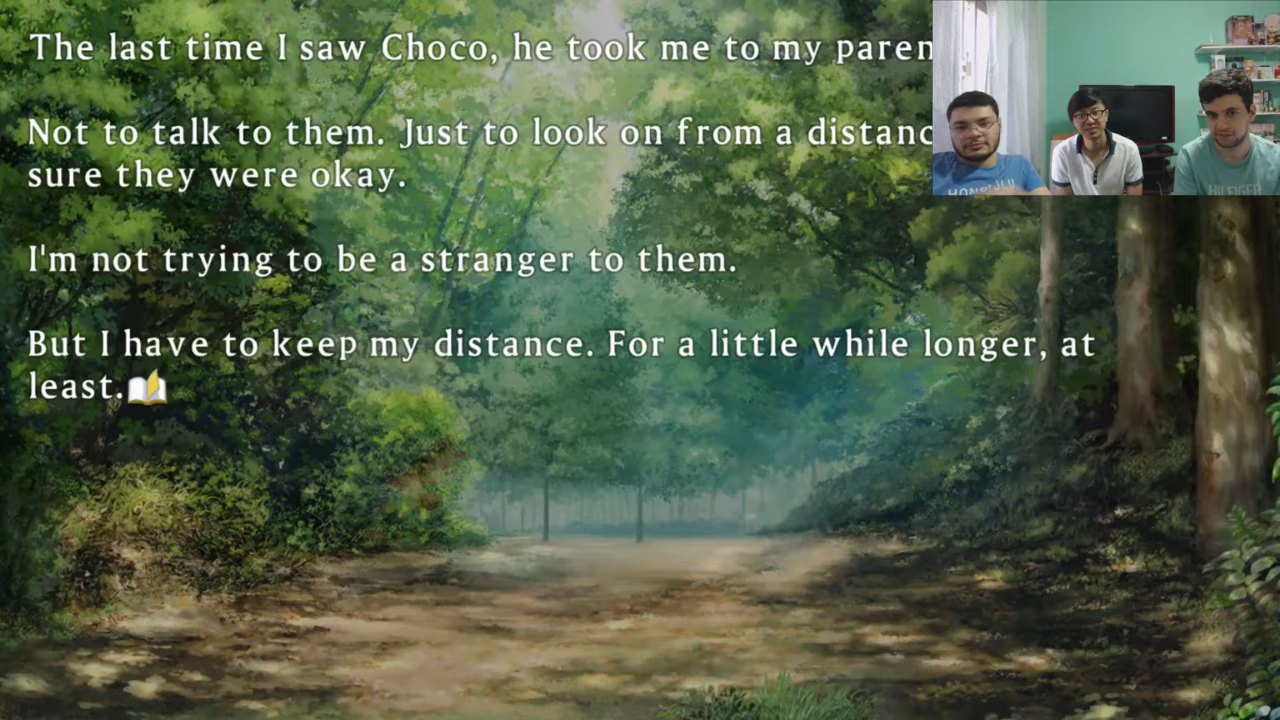 The last time I saw Choco, he took me to my paren
Not to talk to them. Just to look on from a distanc
sure they were okay.
I'm not trying to be a stranger to them.
But I have to keep my distance. For a little while longer, at
least.
HILFIGER